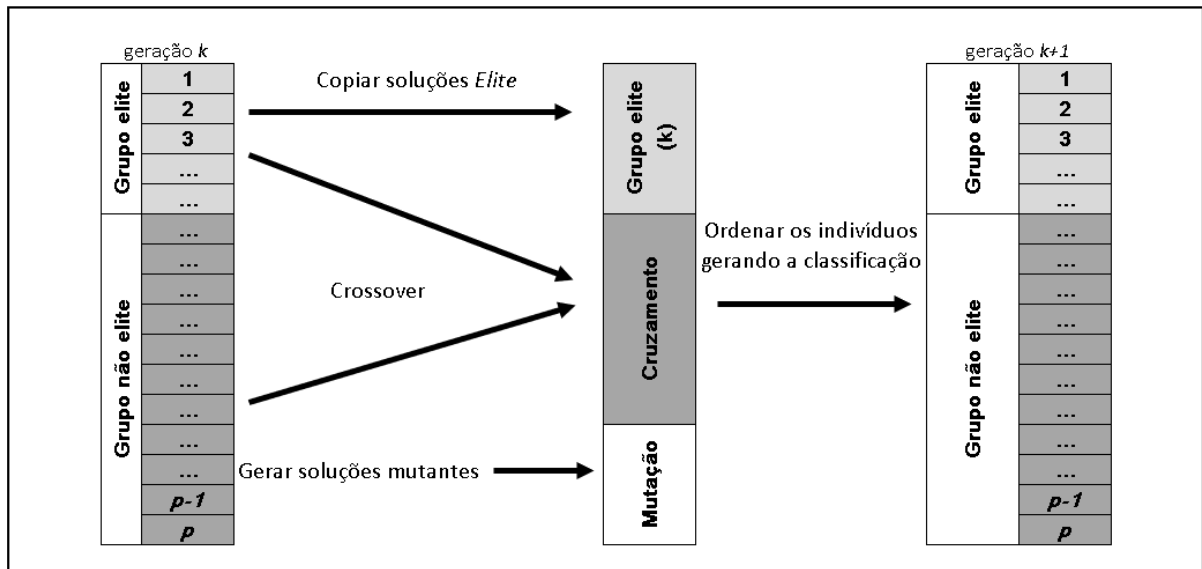 geração k
Grupo elite
1
2
3
...
...
Grupo não elite
...
...
...
...
...
...
...
...
...
p-1
p
Copiar soluções Elite
Crossover
Gerar soluções mutantes
Grupo elite
(k)
Cruzamento
Mutação
Ordenar os indivíduos
gerando a classificação
geração k+1
Grupo elite
1
2
3
...
...
Grupo não elite
...
...
...
...
...
...
...
...
...
p-1
p